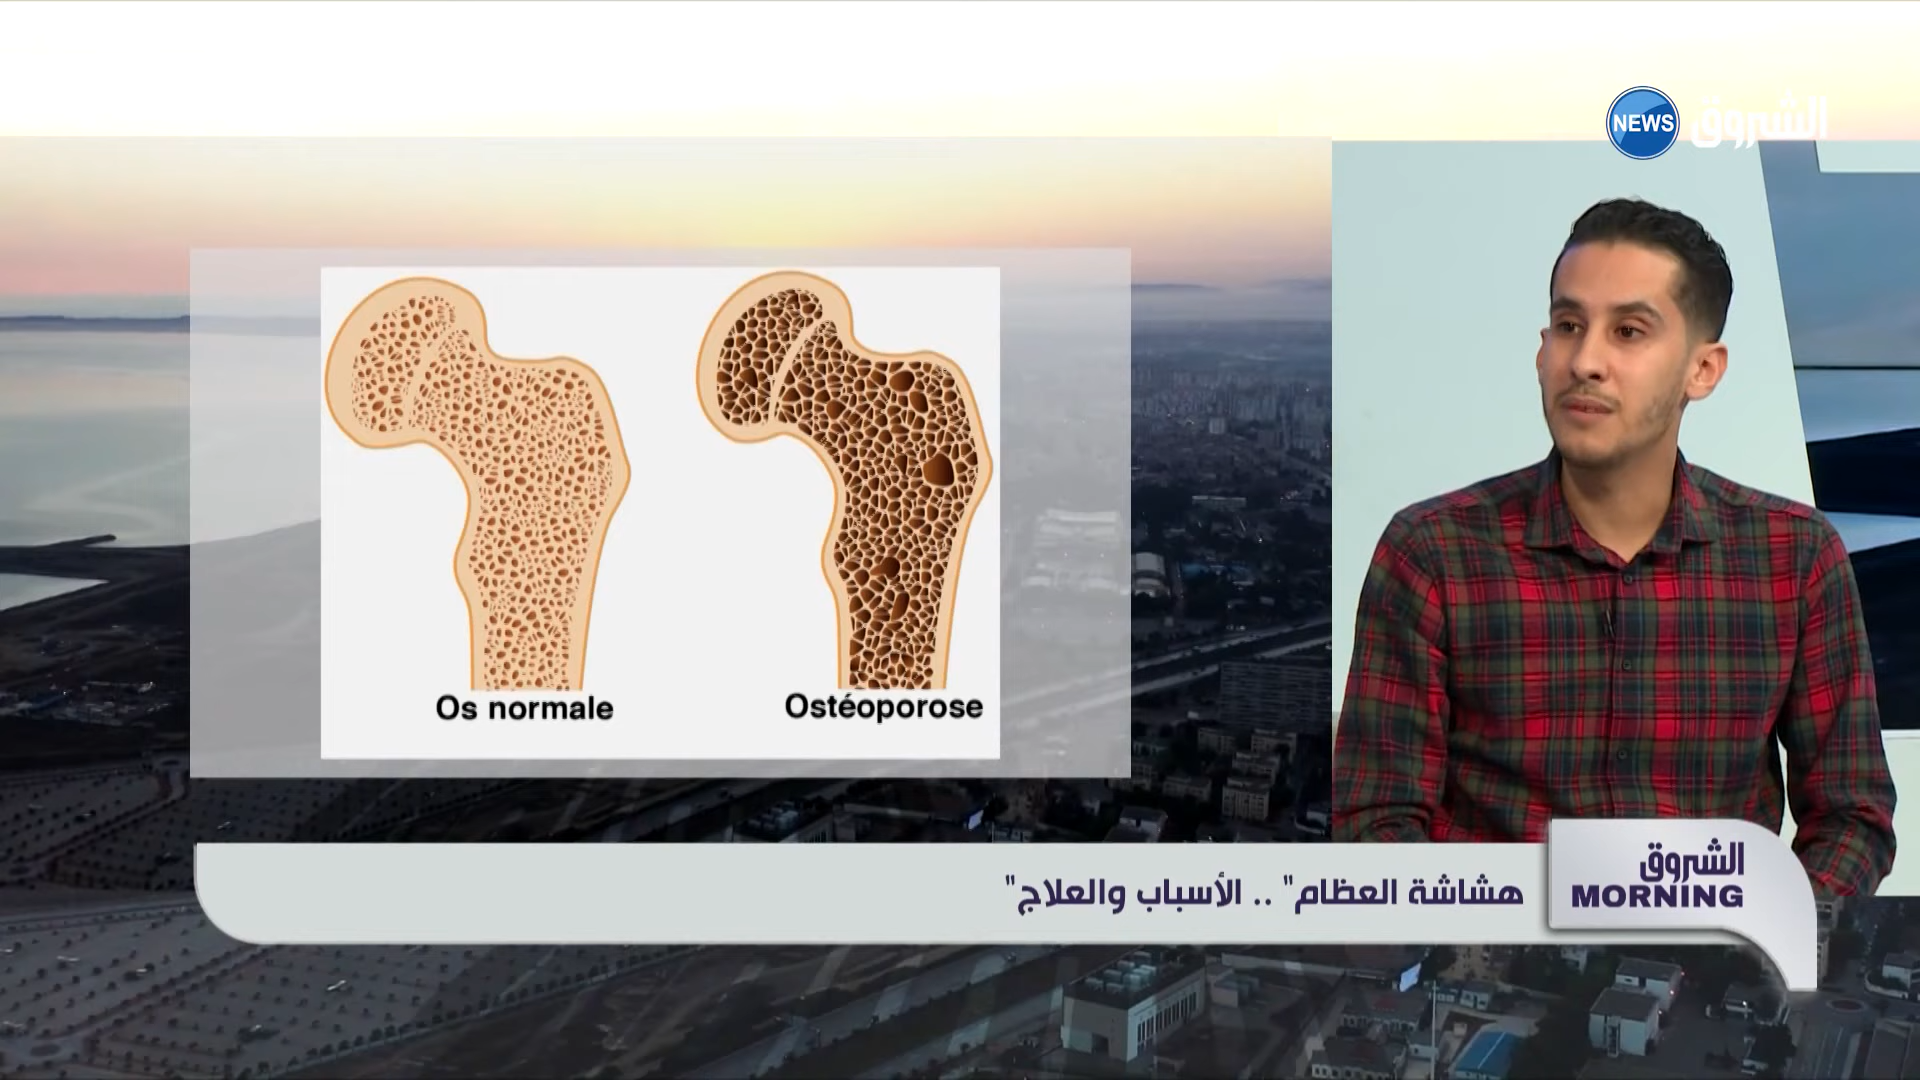 NEWS الشروق
Os normale
Ostéoporose
هشاشة العظام" .. الأسباب والعلاج"
الشروق
MORNING